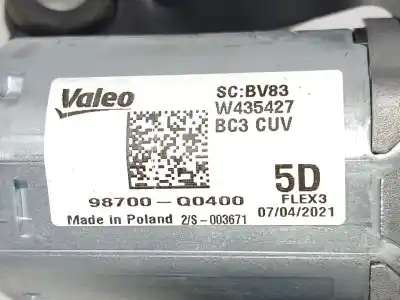 Valeo
SC:BV83
W435427
BC3 CUV
98700-Q0400
5D
FLEX3
Made in Poland 2/S-003671
07/04/2021